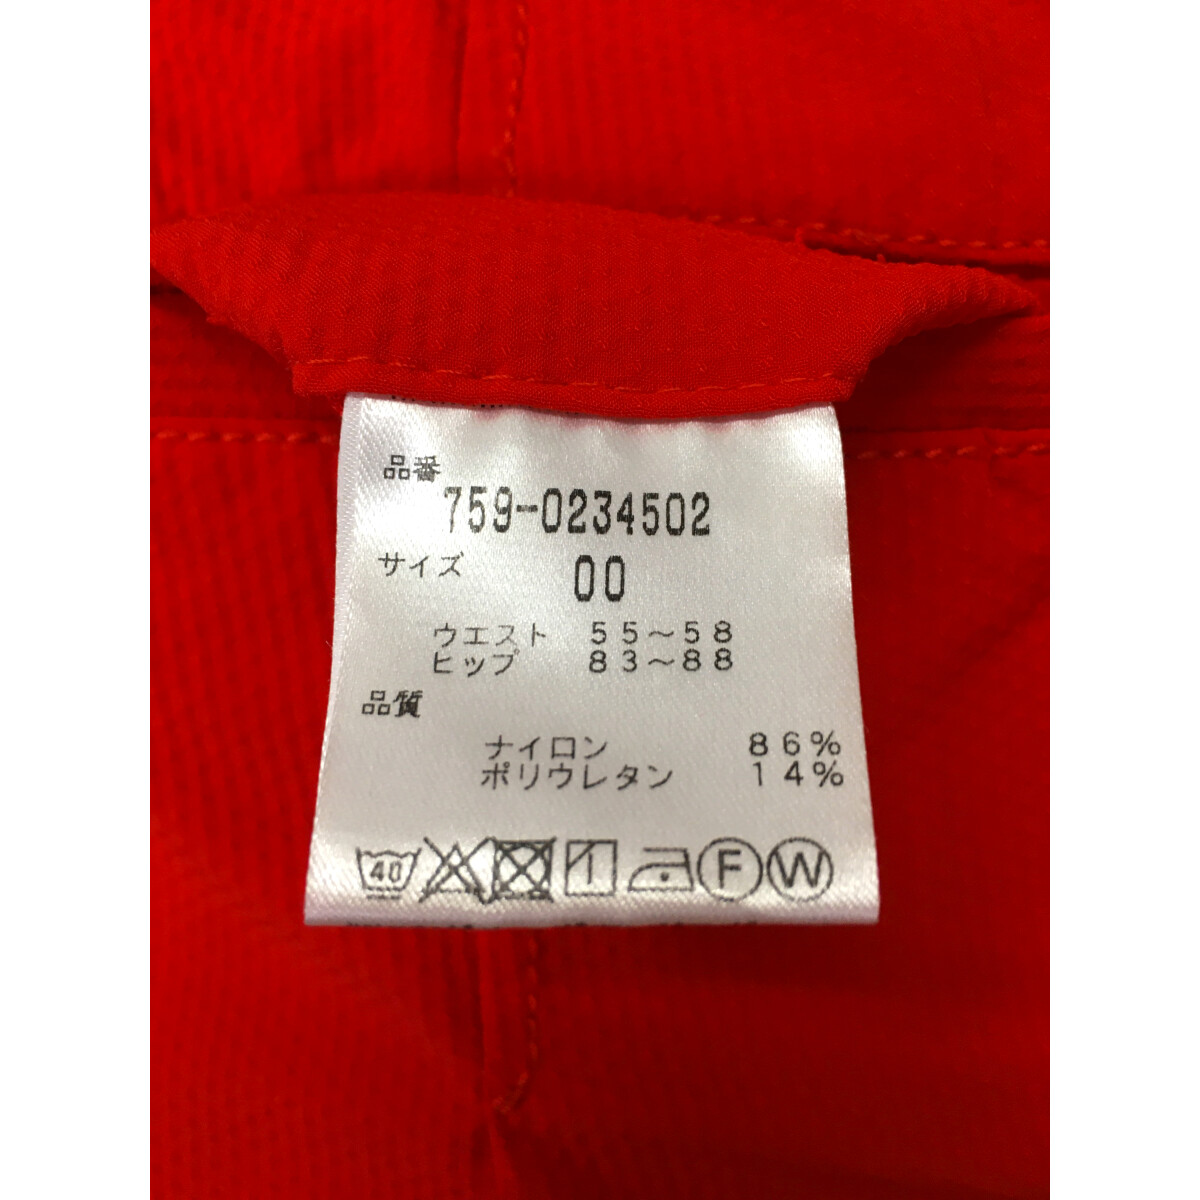 品番
759-0234502
サイズ 00
ウエスト 55～58
ヒップ 83～88
品質
ナイロン 86%
ポリウレタン 14%
40 F W